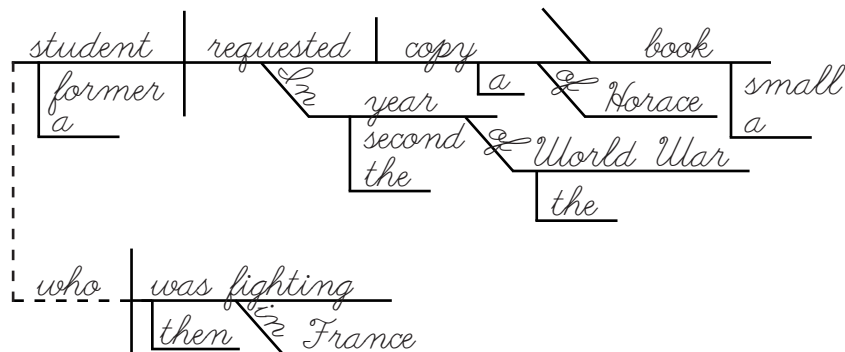 student requested copy book
former a of Horace small
a In year a
second of World War
the the
who was fighting
then in France